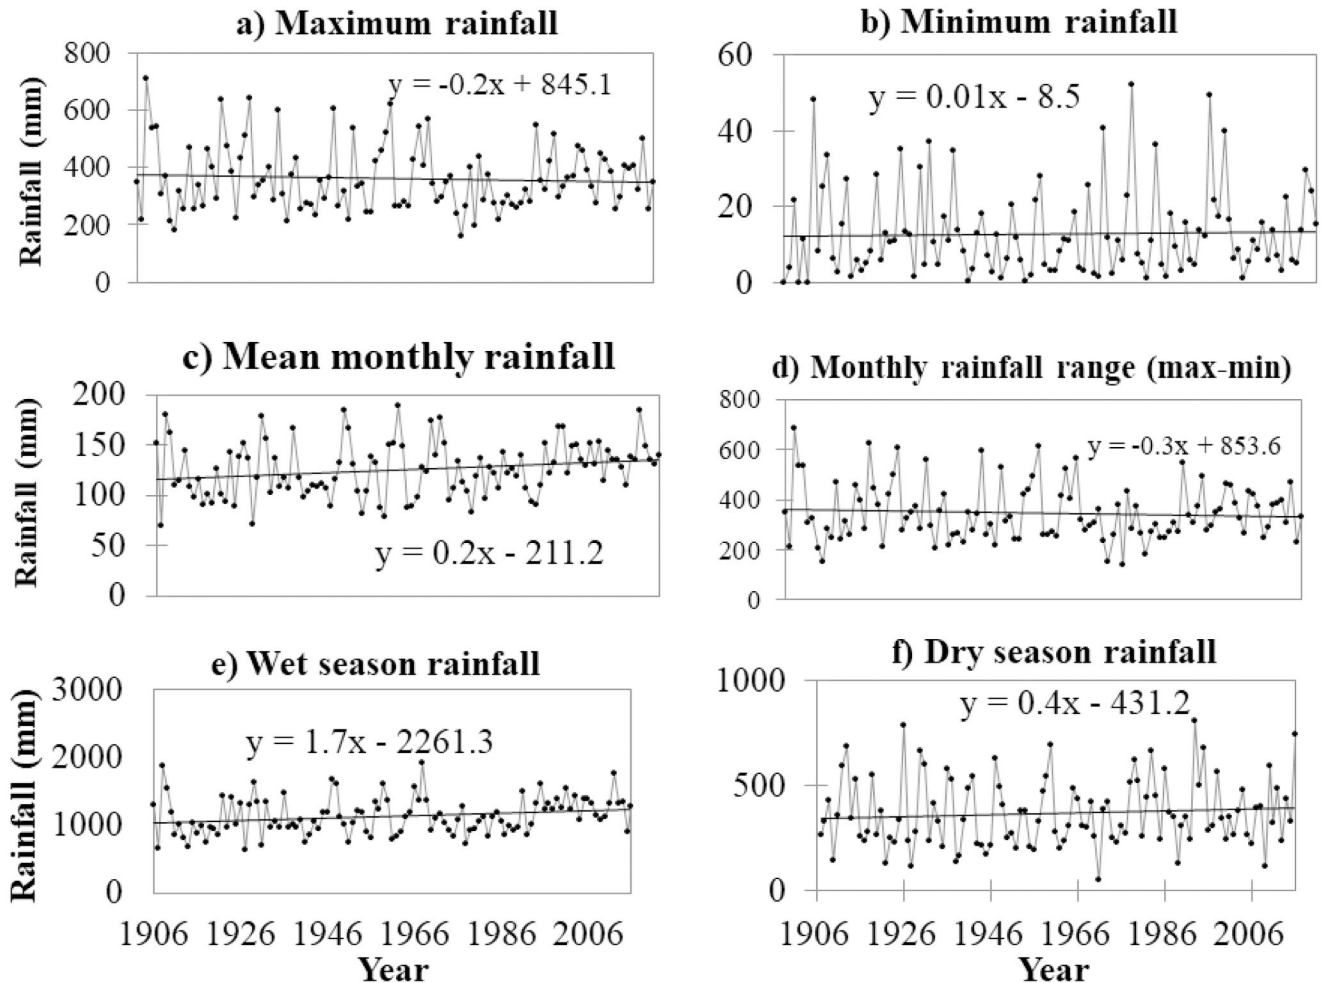 a) Maximum rainfall
800
600
400
200
0
Rainfall (mm)
y = -0.2x + 845.1
b) Minimum rainfall
60
40
20
0
y = 0.01x - 8.5
c) Mean monthly rainfall
200
150
100
50
0
Rainfall (mm)
y = 0.2x - 211.2
d) Monthly rainfall range (max-min)
800
600
400
200
0
y = -0.3x + 853.6
e) Wet season rainfall
3000
2000
1000
0
Rainfall (mm)
y = 1.7x - 2261.3
1906 1926 1946 1966 1986 2006
Year
f) Dry season rainfall
1000
500
0
y = 0.4x - 431.2
1906 1926 1946 1966 1986 2006
Year